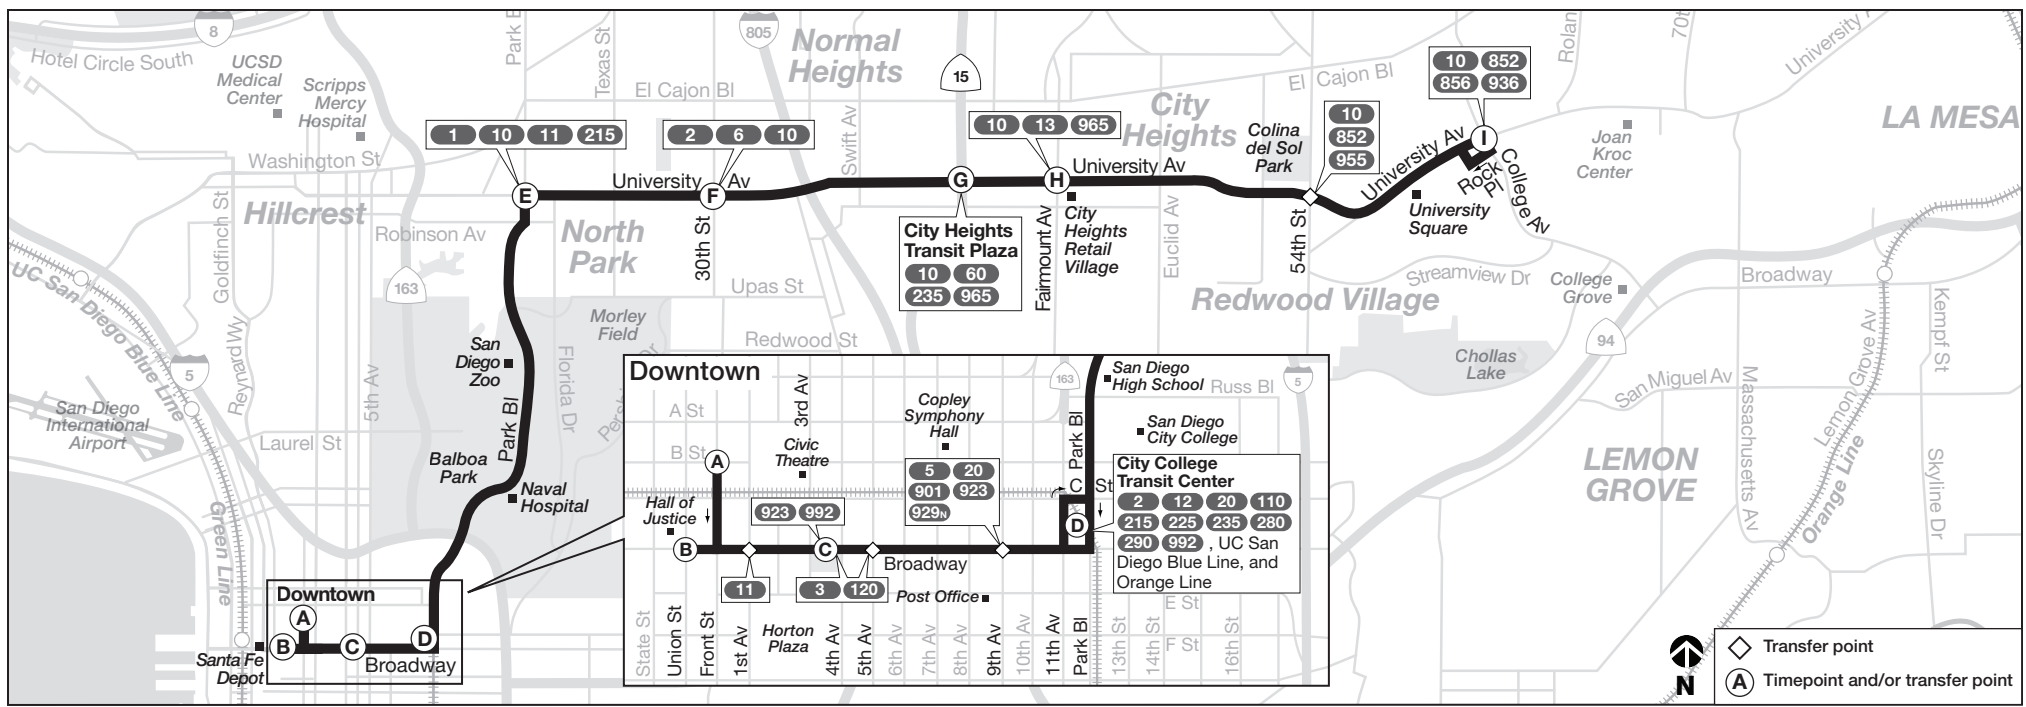 8
805
15
163
5
94
Hotel Circle South
UCSD
Medical
Center
Scripps
Mercy
Hospital
Washington St
Goldfinch St
Hillcrest
Robinson Av
Texas St
El Cajon Bl
Normal
Heights
Swift Av
City
Heights
El Cajon Bl
Colina
del Sol
Park
Rolan
70t
University A
LA MESA
Joan
Kroc
Center
1 10 11 215
2 6 10
10 13 965
10
852
955
10 852
856 936
E
University
F
Av
G
H
University Av
University Av
I
Rock
Pl
College Av
University
Square
54th St
Euclid Av
Fairmount Av
City
Heights
Retail
Village
City Heights
Transit Plaza
10 60
235 965
North
Park
30th St
Upas St
Redwood St
Morley
Field
Florida Dr
Redwood Village
Streamview Dr
College
Grove
Broadway
Kempf St
Chollas
Lake
San Miguel Av
Massachusetts Av
Lemon Grove Av
Orange Line
Skyline Dr
LEMON
GROVE
UC San Diego Blue Line
Reynard Wy
5th Av
San Diego
International
Airport
Laurel St
Green Line
San
Diego
Zoo
Park Bl
Balboa
Park
Naval
Hospital
Downtown
A
B
C
D
Broadway
Santa Fe
Depot
Downtown
163
5
San Diego
High School
Russ Bl
San Diego
City College
3rd Av
A St
B St
Civic
Theatre
Copley
Symphony
Hall
Park Bl
C St
Hall of
Justice
A
B
C
D
923 992
5 20
901 923
929N
City College
Transit Center
2 12 20 110
215 225 235 280
290 992 , UC San
Diego Blue Line, and
Orange Line
Broadway
11
3 120
Post Office
E St
F St
State St
Union St
Front St
1st Av
Horton
Plaza
4th Av
5th Av
6th Av
7th Av
8th Av
9th Av
10th Av
11th Av
Park Bl
13th St
14th St
16th St
N
Transfer point
A Timepoint and/or transfer point